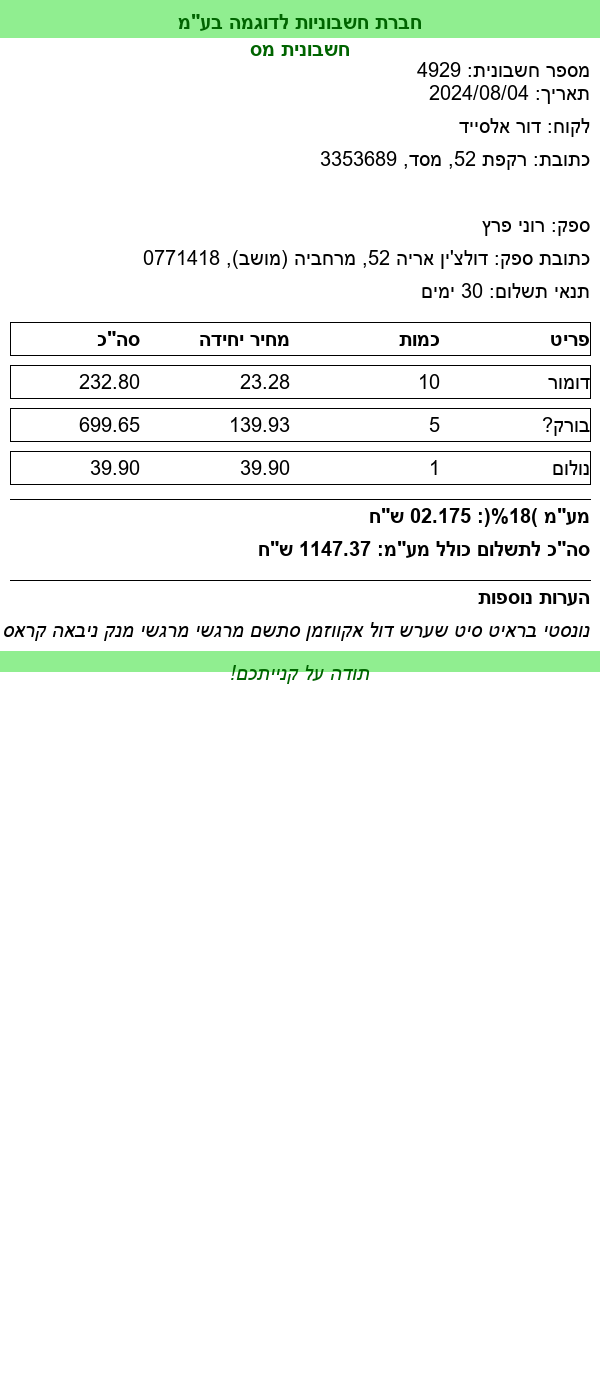 חברת חשבוניות לדוגמה בע"מ
חשבונית מס
מספר חשבונית: 4929
תאריך: 2024/08/04
לקוח: דור אלסייד
כתובת: רקפת 52, מסד, 3353689
ספק: רוני פרץ
כתובת ספק: דולצ'ין אריה 52, מרחביה (מושב), 0771418
תנאי תשלום: 30 ימים
פריט כמות מחיר יחידה סה"כ
דומור 10 23.28 232.80
בורק? 5 139.93 699.65
נולום 1 39.90 39.90
מע"מ )18%(: 02.175 ש"ח
סה"כ לתשלום כולל מע"מ: 1147.37 ש"ח
הערות נוספות
נונסטי בראיט סיט שערש דול אקווזמן סתשם מרגשי מרגשי מנק ניבאה קראס
תודה על קנייתכם!